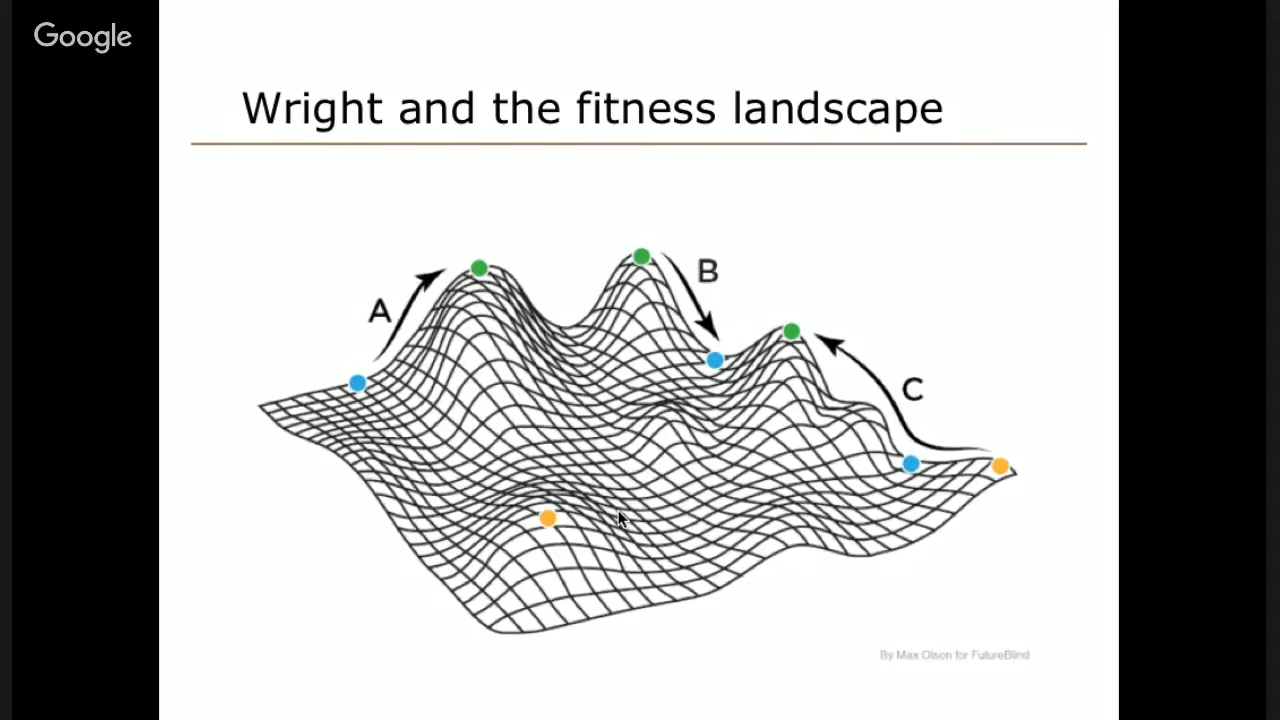 Google
Wright and the fitness landscape
A
B
C
By Max Olson for FutureBlind